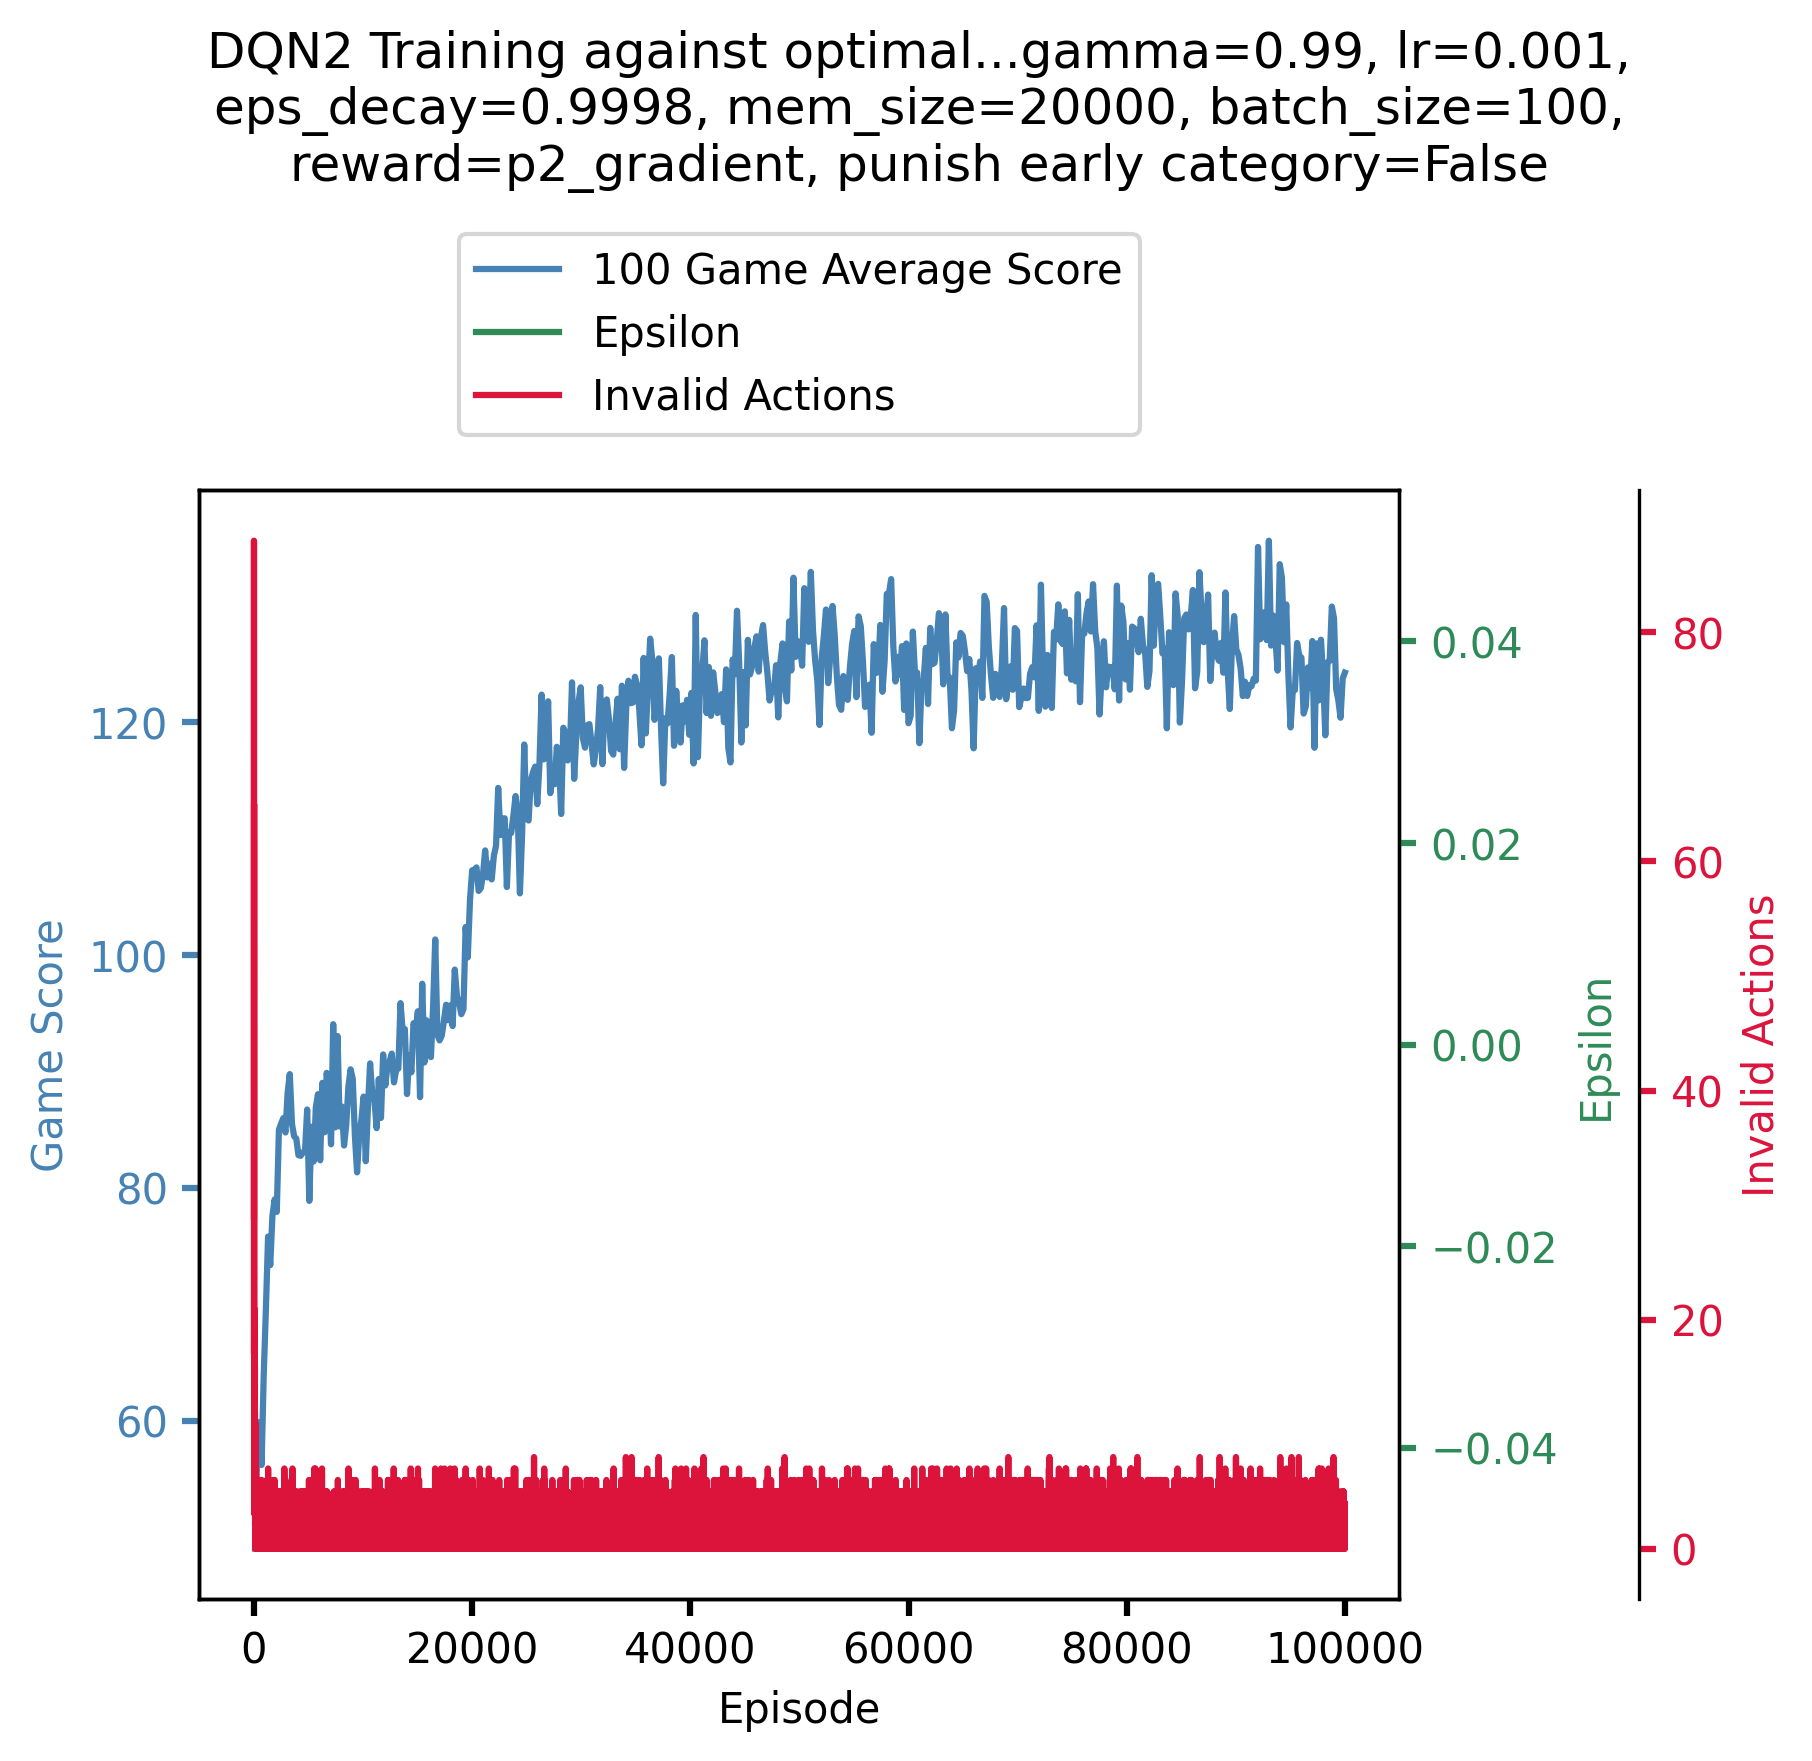 DQN2 Training against optimal...gamma=0.99, lr=0.001,
eps_decay=0.9998, mem_size=20000, batch_size=100,
reward=p2_gradient, punish early category=False
100 Game Average Score
Epsilon
Invalid Actions
Game Score
120
100
80
60
0.04
0.02
0.00
−0.02
−0.04
Epsilon
80
60
40
20
0
Invalid Actions
0
20000
40000
60000
80000
100000
Episode